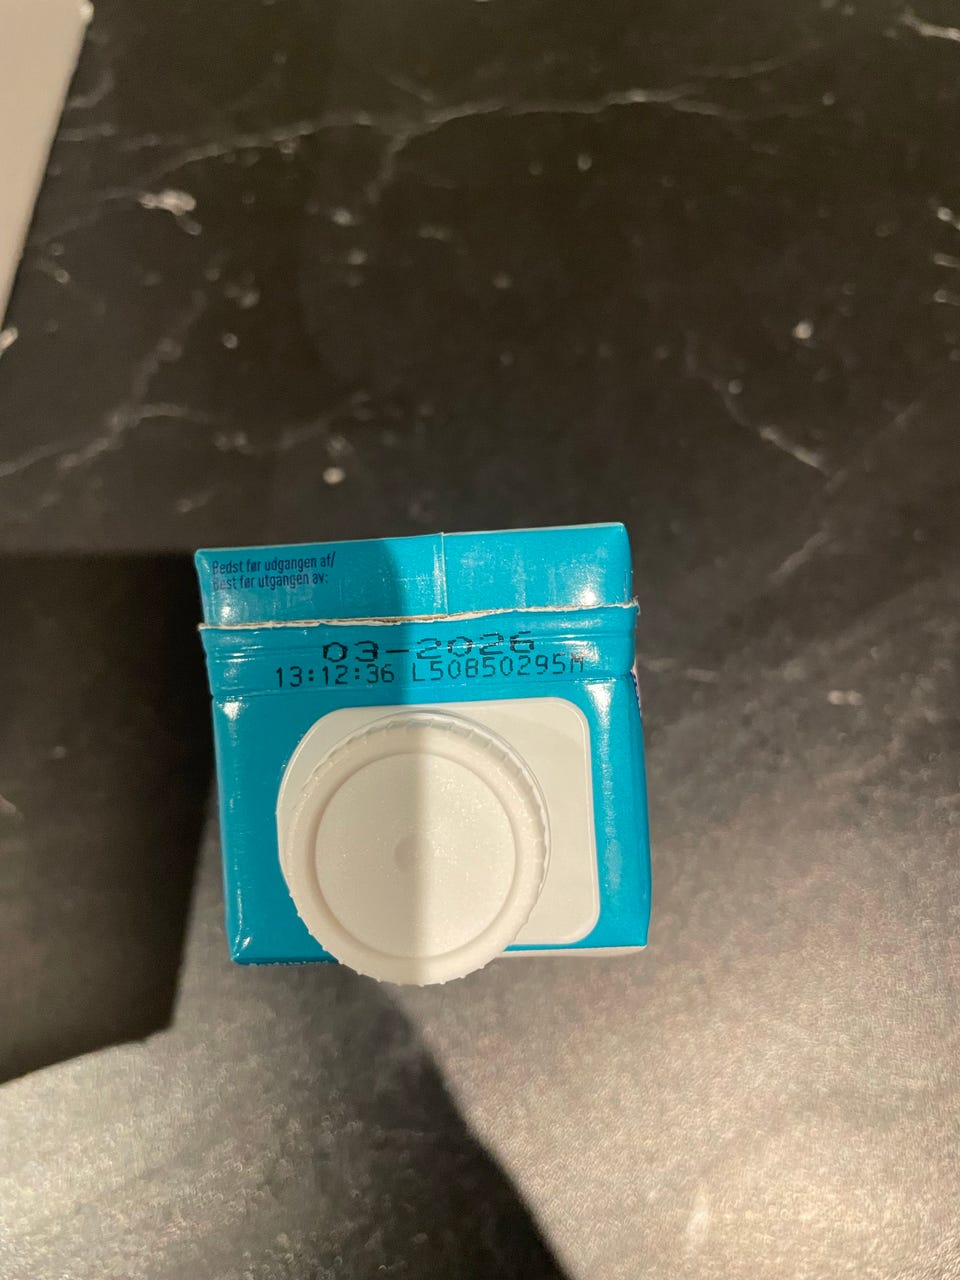 Bedst før udgangen af/
Best før utgangen av:
03-2026
13:12:36 L50850295M